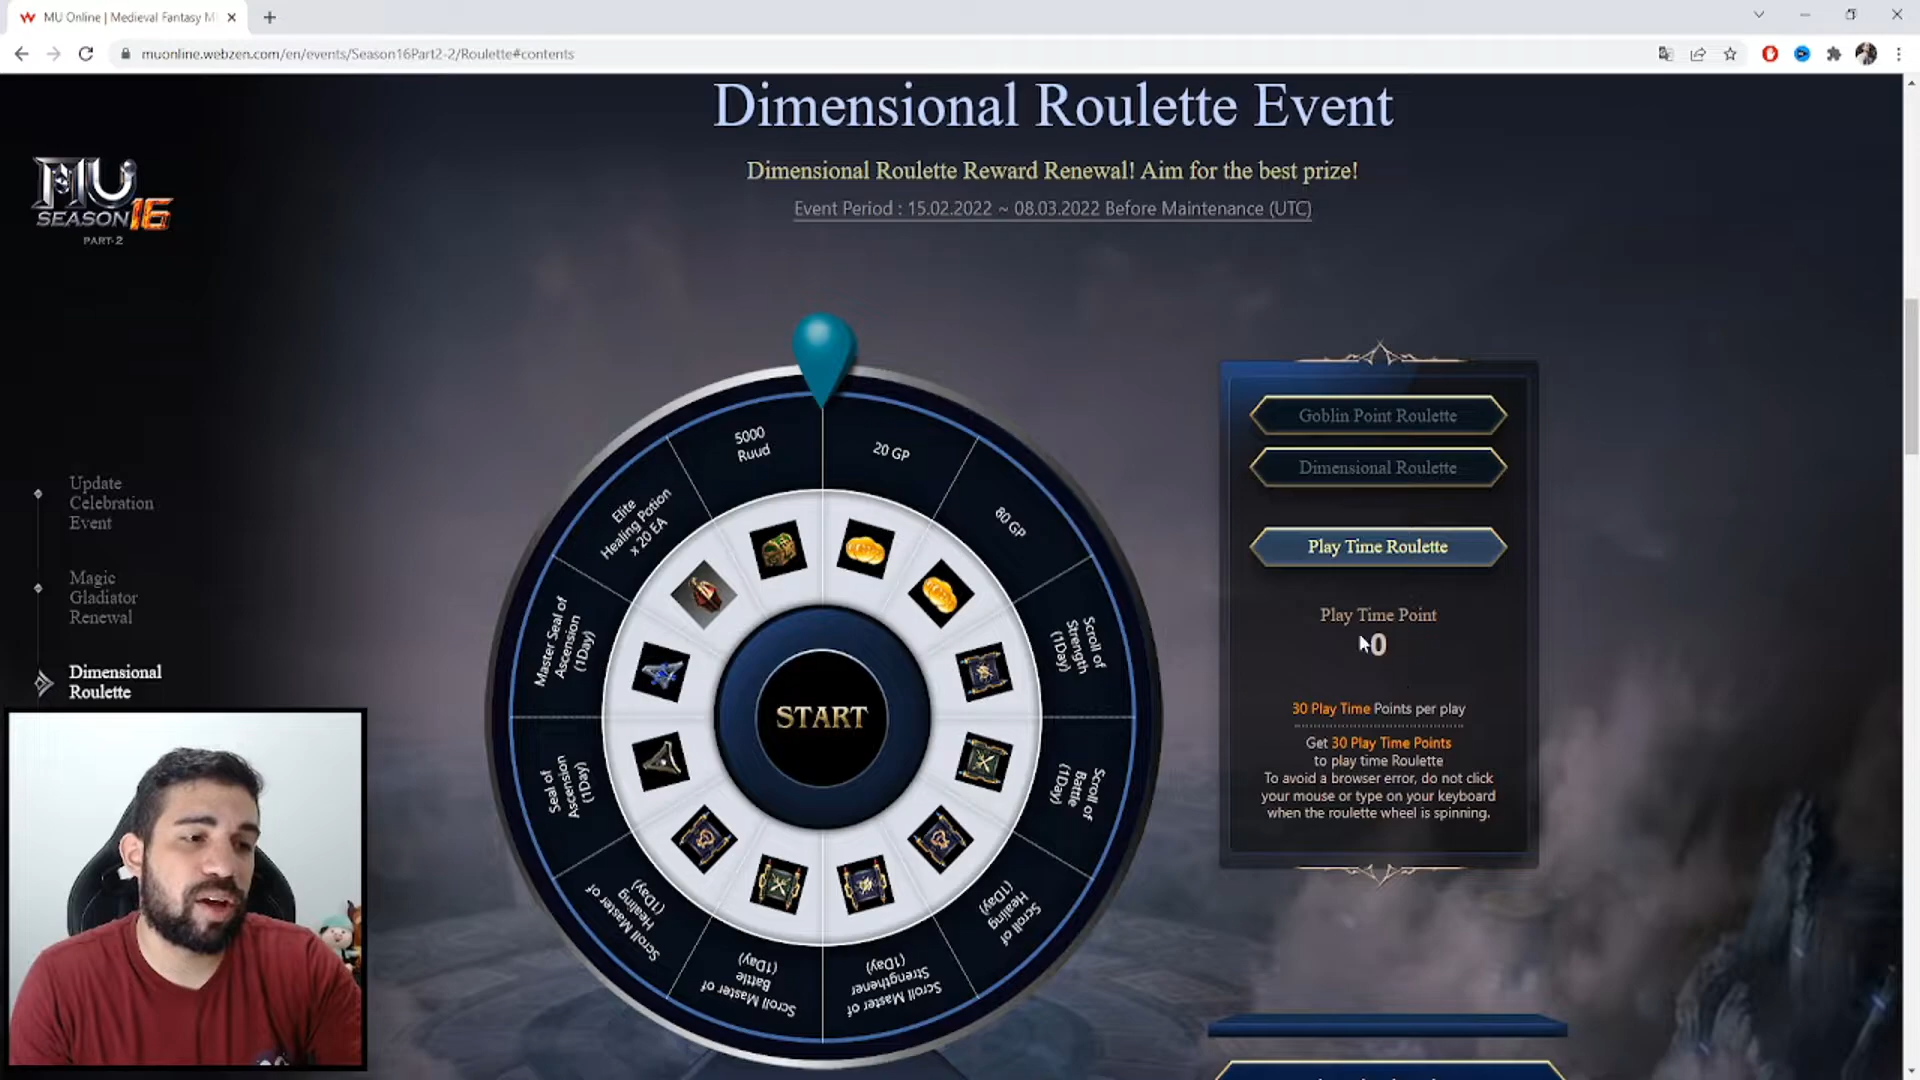 MU Online | Medieval Fantasy M
muonline.webzen.com/en/events/Season16Part2-2/Roulette#contents
Dimensional Roulette Event
Dimensional Roulette Reward Renewal! Aim for the best prize!
Event Period : 15.02.2022 ~ 08.03.2022 Before Maintenance (UTC)
MU
SEASON 16
PART-2
Update
Celebration
Event
Magic
Gladiator
Renewal
Dimensional
Roulette
5000
Ruud
20 GP
80 GP
Scroll of
Strength
(1Day)
Scroll of
Battle
(1Day)
Scroll of
Healing
(1Day)
Scroll Master of
Strengthener
(1Day)
Scroll Master of
Battle
(1Day)
Scroll Master of
Healing
(1Day)
Seal of
Ascension
(1Day)
Master Seal of
Ascension
(1Day)
Elite
Healing Potion
x 20 EA
START
Goblin Point Roulette
Dimensional Roulette
Play Time Roulette
Play Time Point
0
30 Play Time Points per play
Get 30 Play Time Points
to play time Roulette
To avoid a browser error, do not click
your mouse or type on your keyboard
when the roulette wheel is spinning.